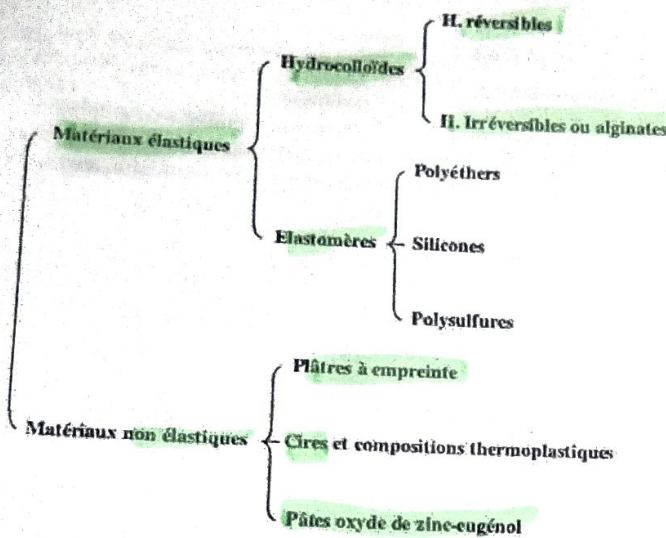 H. réversibles
Hydrocolloïdes
H. Irréversibles ou alginates
Matériaux élastiques
Polyéthers
Elastomères
Silicones
Polysulfures
Plâtres à empreinte
Matériaux non élastiques
Cires et compositions thermoplastiques
Pâtes oxyde de zinc-eugénol